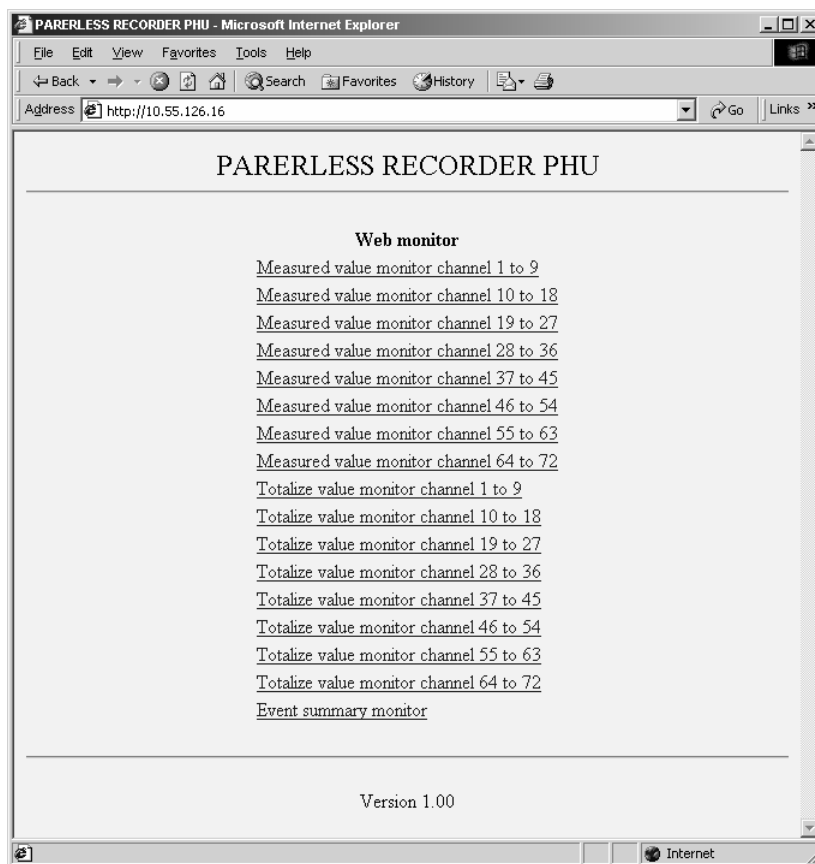 PARERLESS RECORDER PHU - Microsoft Internet Explorer
File Edit View Favorites Tools Help
Back Search Favorites History
Address http://10.55.126.16 Go Links »
PARERLESS RECORDER PHU
Web monitor
Measured value monitor channel 1 to 9
Measured value monitor channel 10 to 18
Measured value monitor channel 19 to 27
Measured value monitor channel 28 to 36
Measured value monitor channel 37 to 45
Measured value monitor channel 46 to 54
Measured value monitor channel 55 to 63
Measured value monitor channel 64 to 72
Totalize value monitor channel 1 to 9
Totalize value monitor channel 10 to 18
Totalize value monitor channel 19 to 27
Totalize value monitor channel 28 to 36
Totalize value monitor channel 37 to 45
Totalize value monitor channel 46 to 54
Totalize value monitor channel 55 to 63
Totalize value monitor channel 64 to 72
Event summary monitor
Version 1.00
Internet